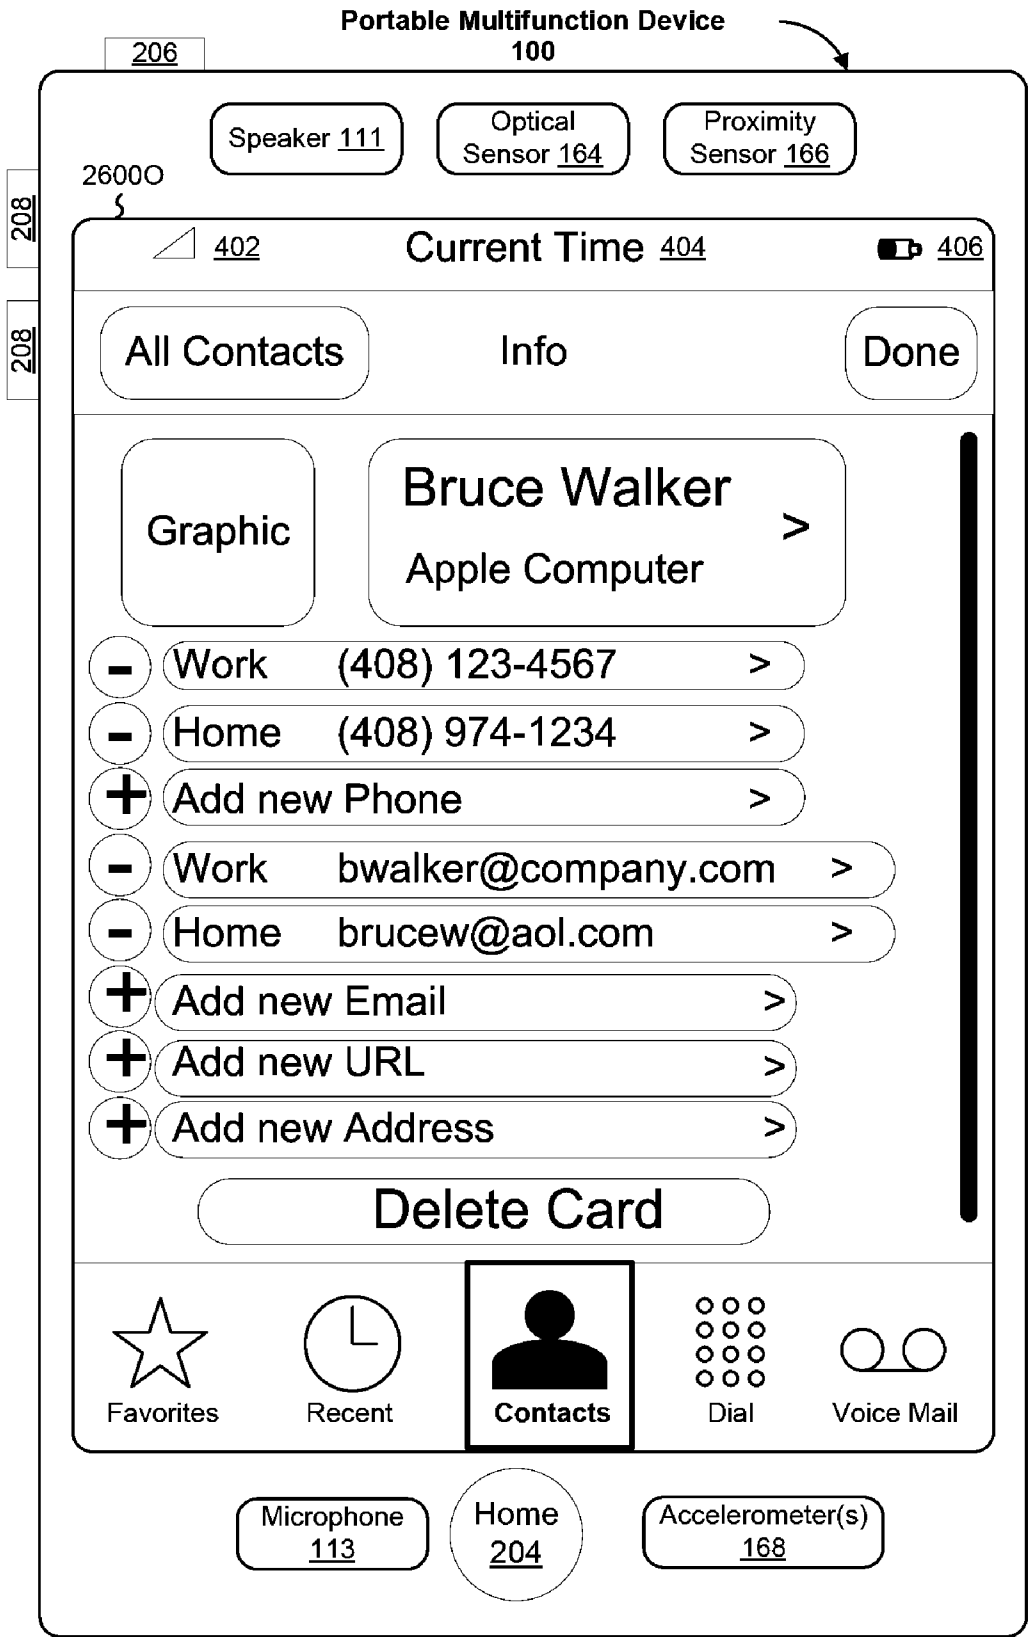 Portable Multifunction Device
100
206
Speaker 111
Optical
Sensor 164
Proximity
Sensor 166
2600O
208
208
402
Current Time 404
406
All Contacts
Info
Done
Graphic
Bruce Walker
>
Apple Computer
- Work (408) 123-4567 >
- Home (408) 974-1234 >
+ Add new Phone >
- Work bwalker@company.com >
- Home brucew@aol.com >
+ Add new Email >
+ Add new URL >
+ Add new Address >
Delete Card
Favorites
Recent
Contacts
Dial
Voice Mail
Microphone
113
Home
204
Accelerometer(s)
168